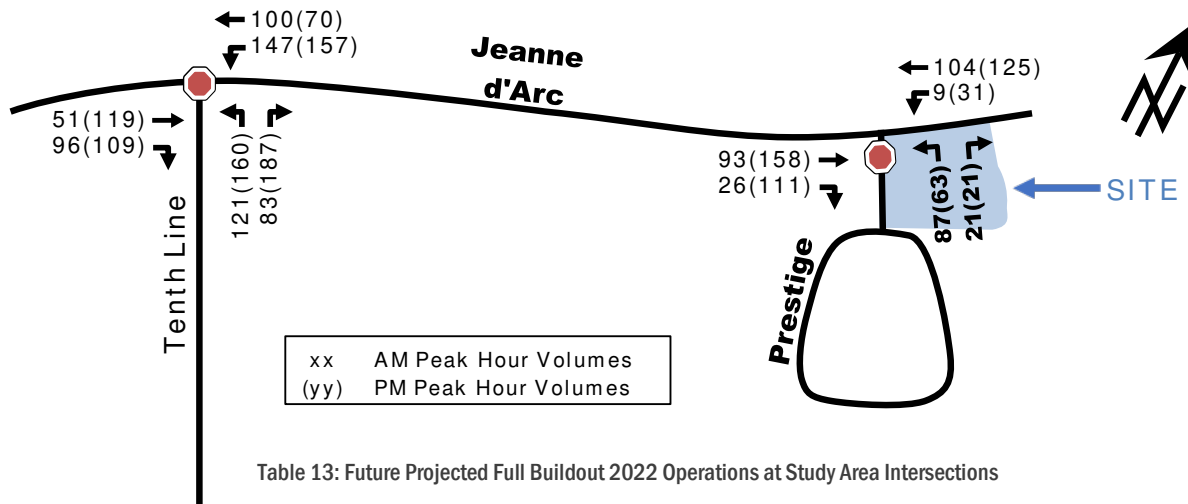 100(70)
147(157)
Jeanne
d'Arc
104(125)
9(31)
51(119)
96(109)
121(160)
83(187)
93(158)
26(111)
87(63)
21(21)
SITE
Tenth Line
Prestige
xx AM Peak Hour Volumes
(yy) PM Peak Hour Volumes
Table 13: Future Projected Full Buildout 2022 Operations at Study Area Intersections